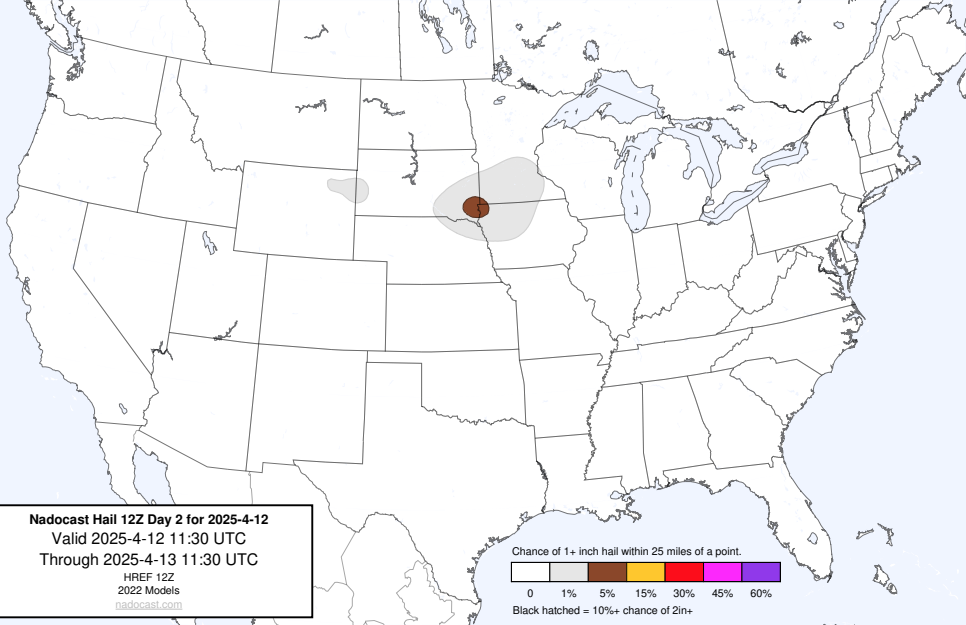 Nadocast Hail 12Z Day 2 for 2025-4-12
Valid 2025-4-12 11:30 UTC
Through 2025-4-13 11:30 UTC
HREF 12Z
2022 Models
nadocast.com
Chance of 1+ inch hail within 25 miles of a point.
0 1% 5% 15% 30% 45% 60%
Black hatched = 10%+ chance of 2in+